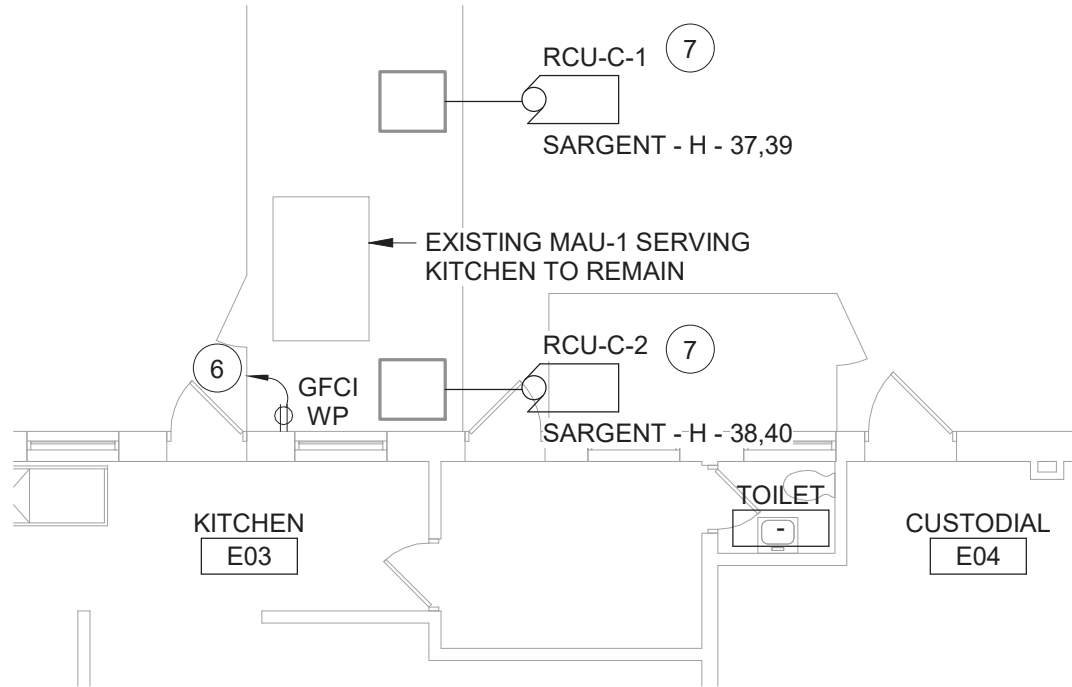 RCU-C-1
7
SARGENT - H - 37,39
EXISTING MAU-1 SERVING
KITCHEN TO REMAIN
RCU-C-2
7
6
GFCI
WP
SARGENT - H - 38,40
TOILET
-
KITCHEN
E03
CUSTODIAL
E04